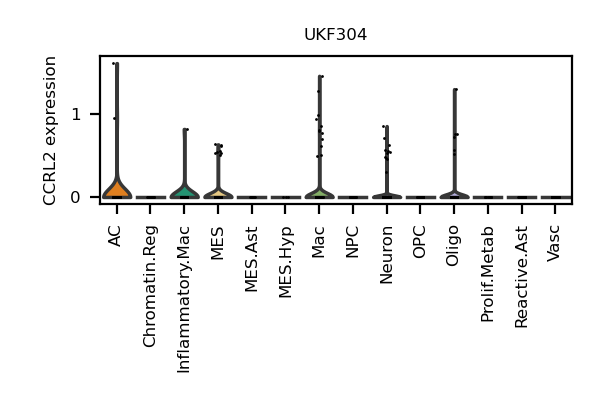 UKF304
CCRL2 expression
1
0
AC
Chromatin.Reg
Inflammatory.Mac
MES
MES.Ast
MES.Hyp
Mac
NPC
Neuron
OPC
Oligo
Prolif.Metab
Reactive.Ast
Vasc